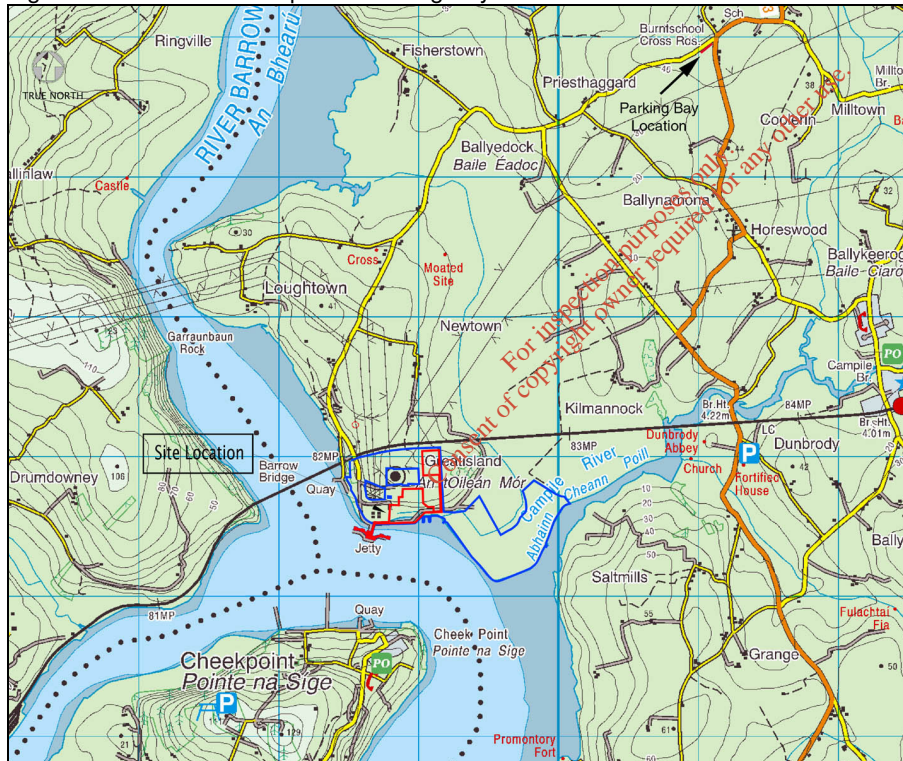 Ringville
RIVER BARROW
An Bhearú
Fisherstown
Sch
Burntschool
Cross Rds.
TRUE NORTH
Priesthaggard
Parking Bay
Location
Coolerin
Milltown
Ballyedock
Baile Éadoc
Castle
Ballynamona
Horeswood
Cross
Moated
Site
Loughtown
Newtown
For inspection purposes only.
Consent of copyright owner required for any other use.
Garraunbaun
Rock
PO
Campile
Br.
Kilmannock
Br.Ht.
4.22m
84MP
Br.Ht.
4.01m
LC
83MP
Dunbrody
Abbey
Church
Dunbrody
P
Fortified
House
Site Location
Drumdowney
106
Barrow
Bridge
82MP
Quay
Greatisland
An tOileán Mór
Campile River
Abhainn Cheann Poill
Jetty
Saltmills
81MP
Quay
Cheek Point
Pointe na Sige
Cheekpoint
Pointe na Sige
PO
P
Fulachtaí
Fia
Grange
129
21
Promontory
Fort